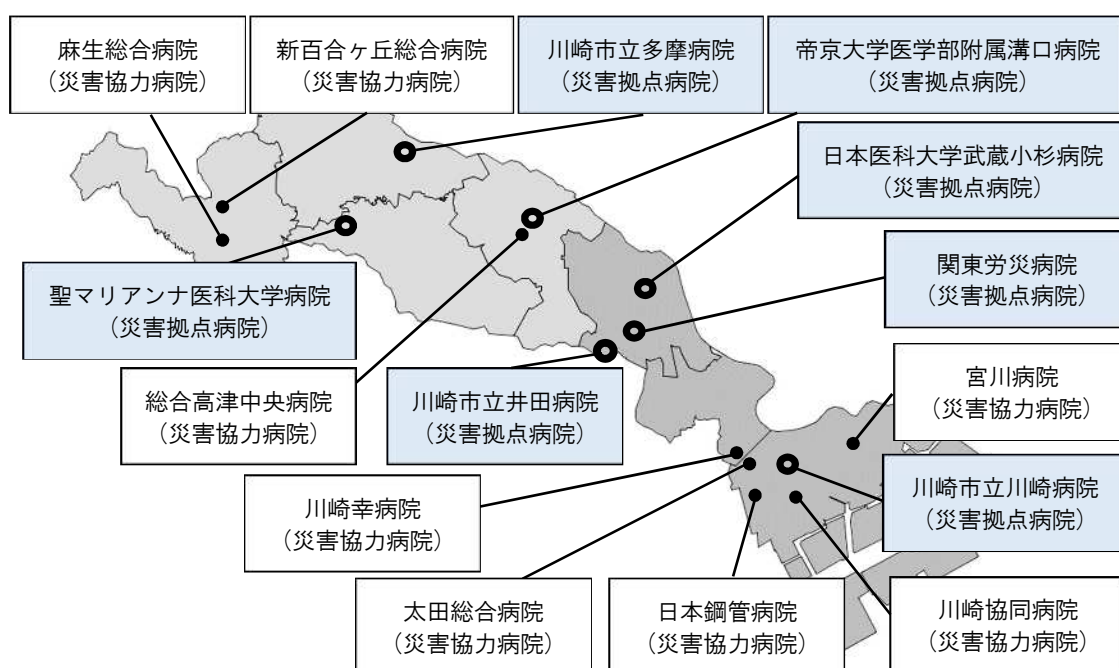 麻生総合病院
（災害協力病院）
新百合ヶ丘総合病院
（災害協力病院）
川崎市立多摩病院
（災害拠点病院）
帝京大学医学部附属溝口病院
（災害拠点病院）
日本医科大学武蔵小杉病院
（災害拠点病院）
関東労災病院
（災害拠点病院）
聖マリアンナ医科大学病院
（災害拠点病院）
総合高津中央病院
（災害協力病院）
川崎市立井田病院
（災害拠点病院）
宮川病院
（災害協力病院）
川崎幸病院
（災害協力病院）
川崎市立川崎病院
（災害拠点病院）
太田総合病院
（災害協力病院）
日本鋼管病院
（災害協力病院）
川崎協同病院
（災害協力病院）